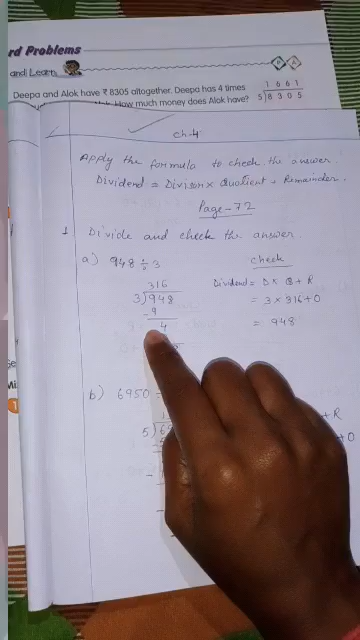 rd Problems
and Learn
Deepa and Alok have ₹ 8305 altogether. Deepa has 4 times
How much money does Alok have?
1 6 6 1
5)8 3 0 5
Ch-4
Apply the formula to check the answer.
Dividend = Divisor × Quotient + Remainder.
Page-72
1. Divide and check the answer.
a) 948 ÷ 3
check
316
3)948
-9
4
Dividend = D × Q + R
= 3 × 316 + 0
= 948
b) 6950
5)
+ R
+ 0